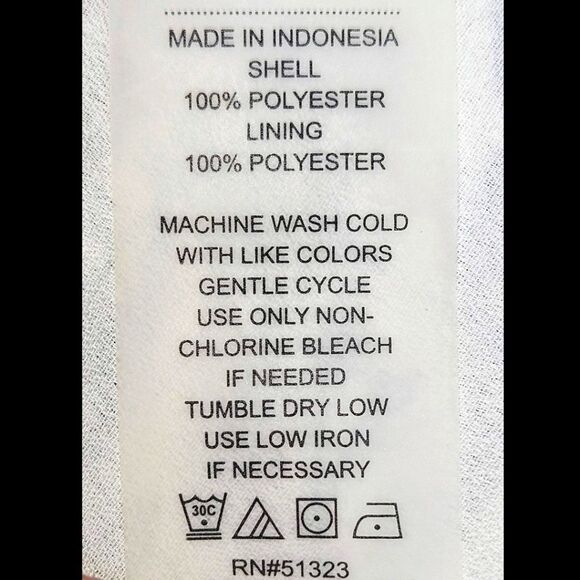 MADE IN INDONESIA
SHELL
100% POLYESTER
LINING
100% POLYESTER
MACHINE WASH COLD
WITH LIKE COLORS
GENTLE CYCLE
USE ONLY NON-
CHLORINE BLEACH
IF NEEDED
TUMBLE DRY LOW
USE LOW IRON
IF NECESSARY
30C
RN#51323